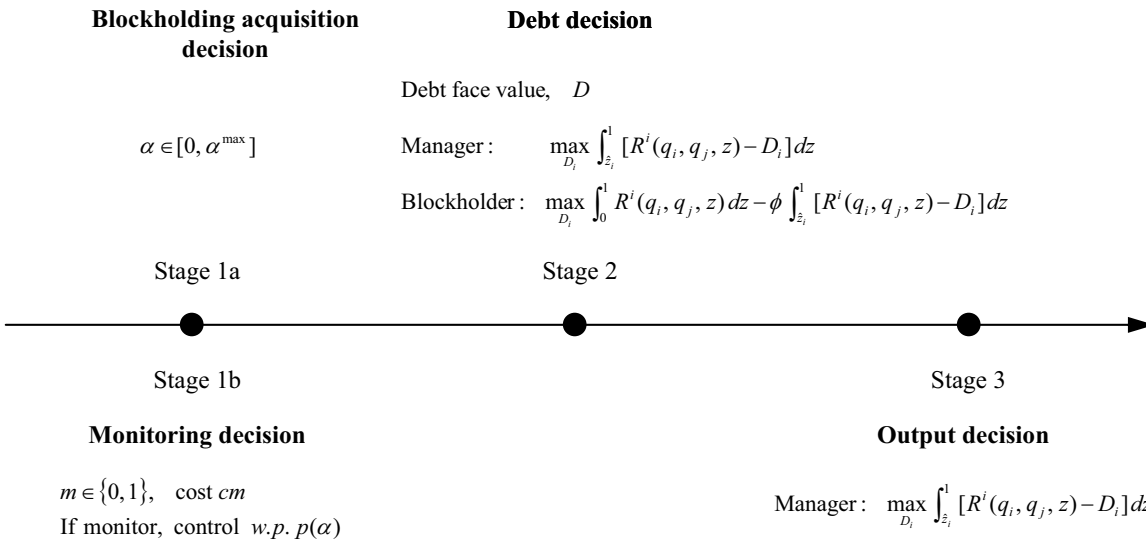 Blockholding acquisition decision
Debt decision
Debt face value, D
α ∈ [0, α^max]
Manager : max_{D_i} ∫_{ẑ_i}^{1} [R^i(q_i, q_j, z) − D_i] dz
Blockholder : max_{D_i} ∫_0^1 R^i(q_i, q_j, z) dz − ϕ ∫_{ẑ_i}^{1} [R^i(q_i, q_j, z) − D_i] dz
Stage 1a
Stage 2
Stage 1b
Stage 3
Monitoring decision
Output decision
m ∈ {0, 1}, cost cm
If monitor, control w.p. p(α)
Manager : max_{D_i} ∫_{ẑ_i}^{1} [R^i(q_i, q_j, z) − D_i] dz